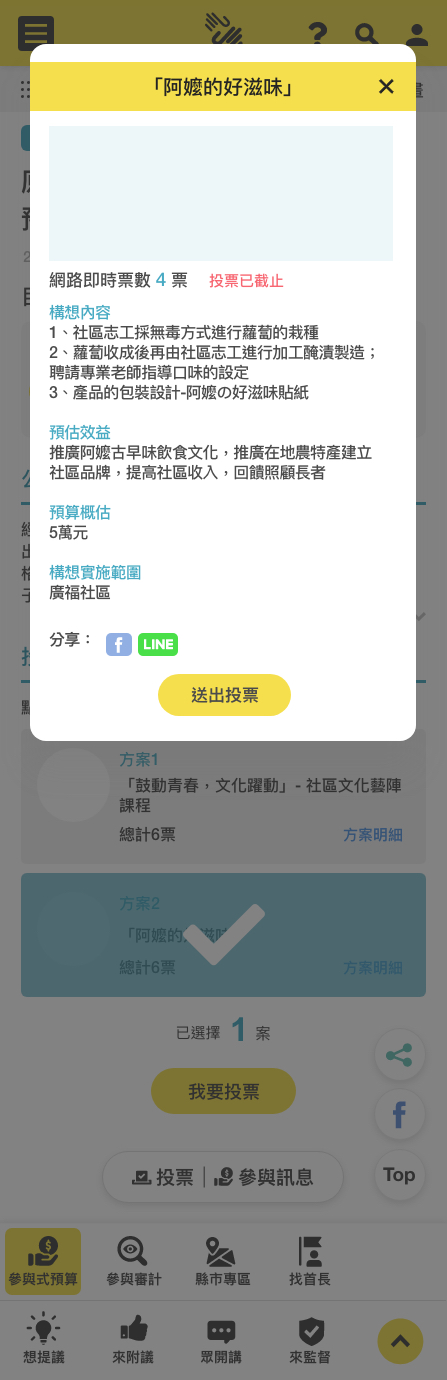 「阿嬤的好滋味」
網路即時票數 4 票 投票已截止
構想內容
1、社區志工採無毒方式進行蘿蔔的栽種
2、蘿蔔收成後再由社區志工進行加工醃漬製造；
聘請專業老師指導口味的設定
3、產品的包裝設計-阿嬤の好滋味貼紙
預估效益
推廣阿嬤古早味飲食文化，推廣在地農特產建立
社區品牌，提高社區收入，回饋照顧長者
預算概估
5萬元
構想實施範圍
廣福社區
分享：
f LINE
送出投票
方案1
「鼓動青春，文化躍動」- 社區文化藝陣
課程
總計6票 方案明細
方案2
「阿嬤的
總計6票 方案明細
已選擇 1 案
我要投票
f
投票 | 參與訊息
Top
參與式預算 參與審計 縣市專區 找首長
想提議 來附議 眾開講 來監督